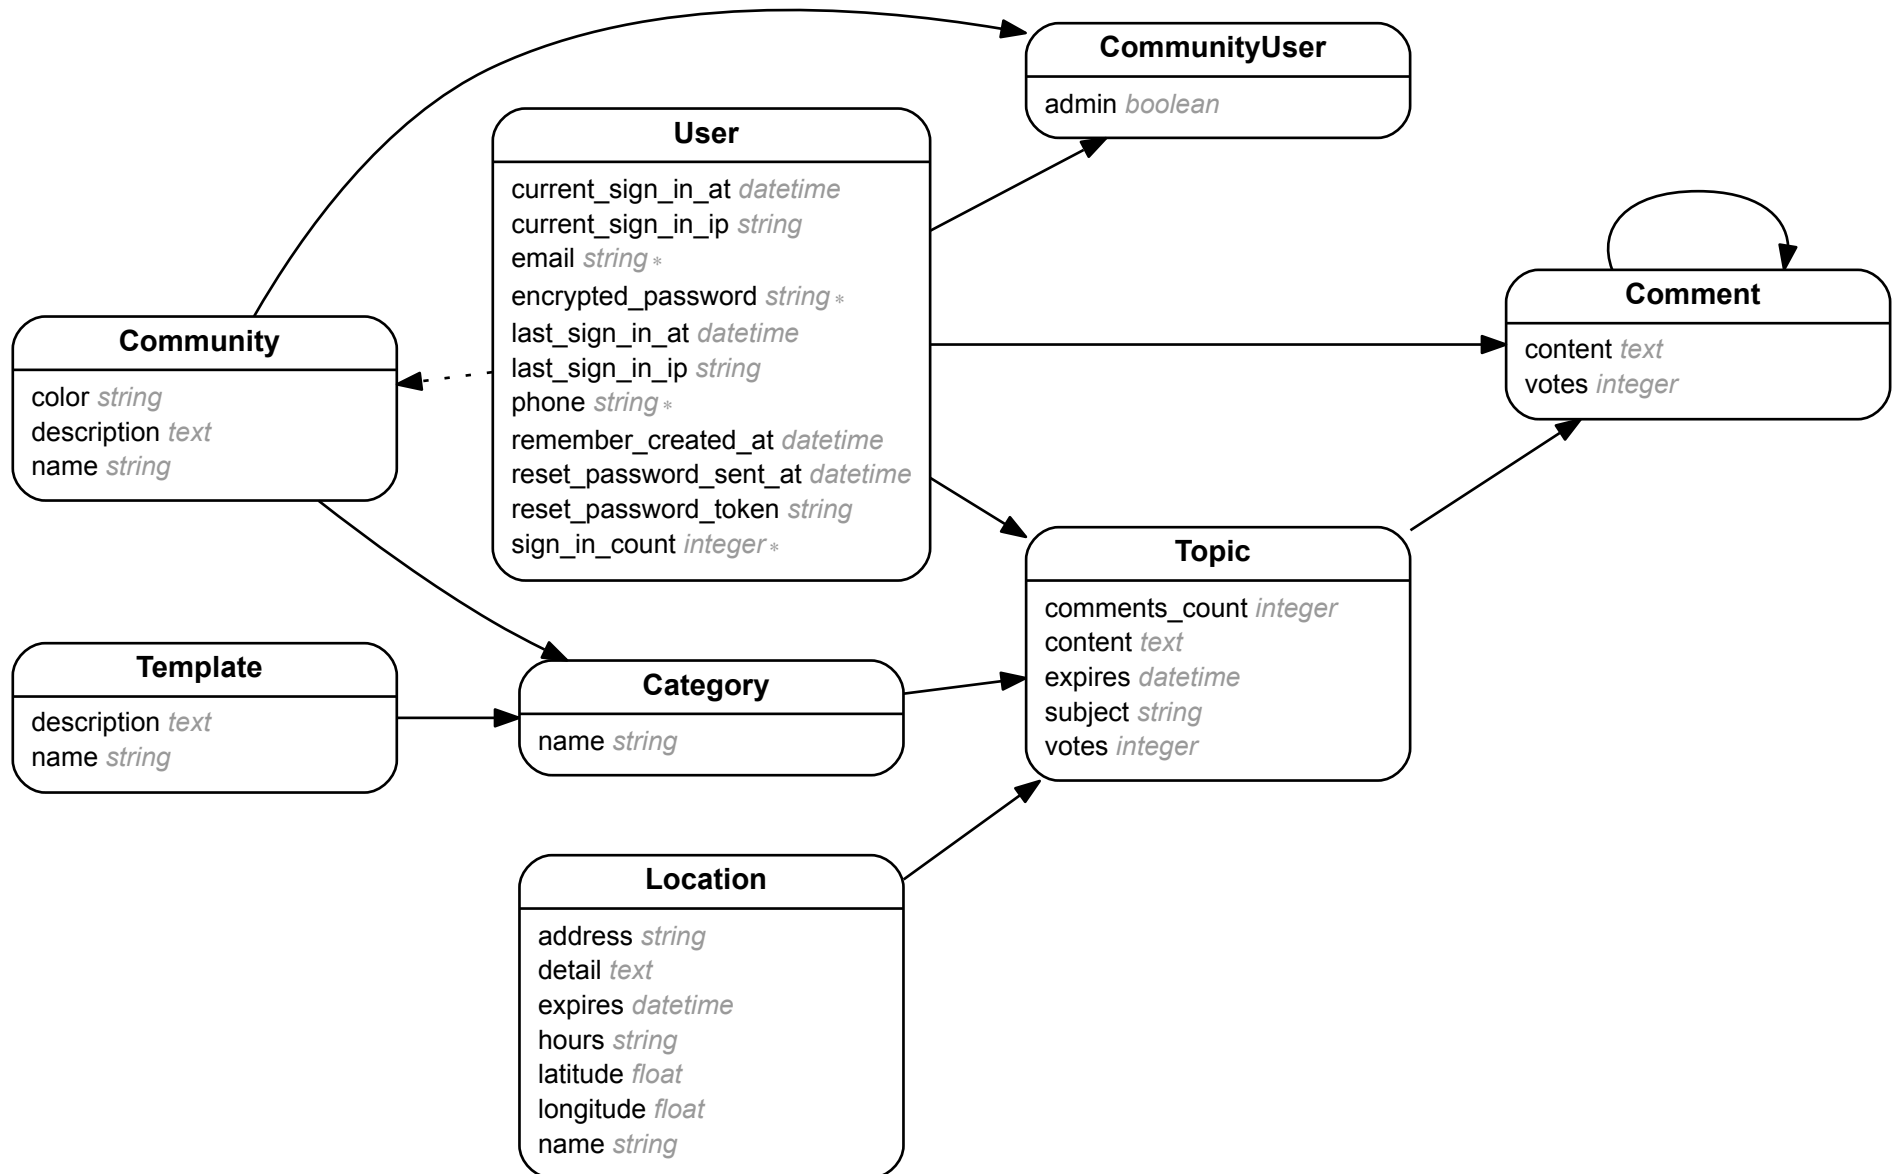 CommunityUser
admin boolean
User
current_sign_in_at datetime
current_sign_in_ip string
email string *
encrypted_password string *
last_sign_in_at datetime
last_sign_in_ip string
phone string *
remember_created_at datetime
reset_password_sent_at datetime
reset_password_token string
sign_in_count integer *
Comment
content text
votes integer
Community
color string
description text
name string
Topic
comments_count integer
content text
expires datetime
subject string
votes integer
Template
description text
name string
Category
name string
Location
address string
detail text
expires datetime
hours string
latitude float
longitude float
name string